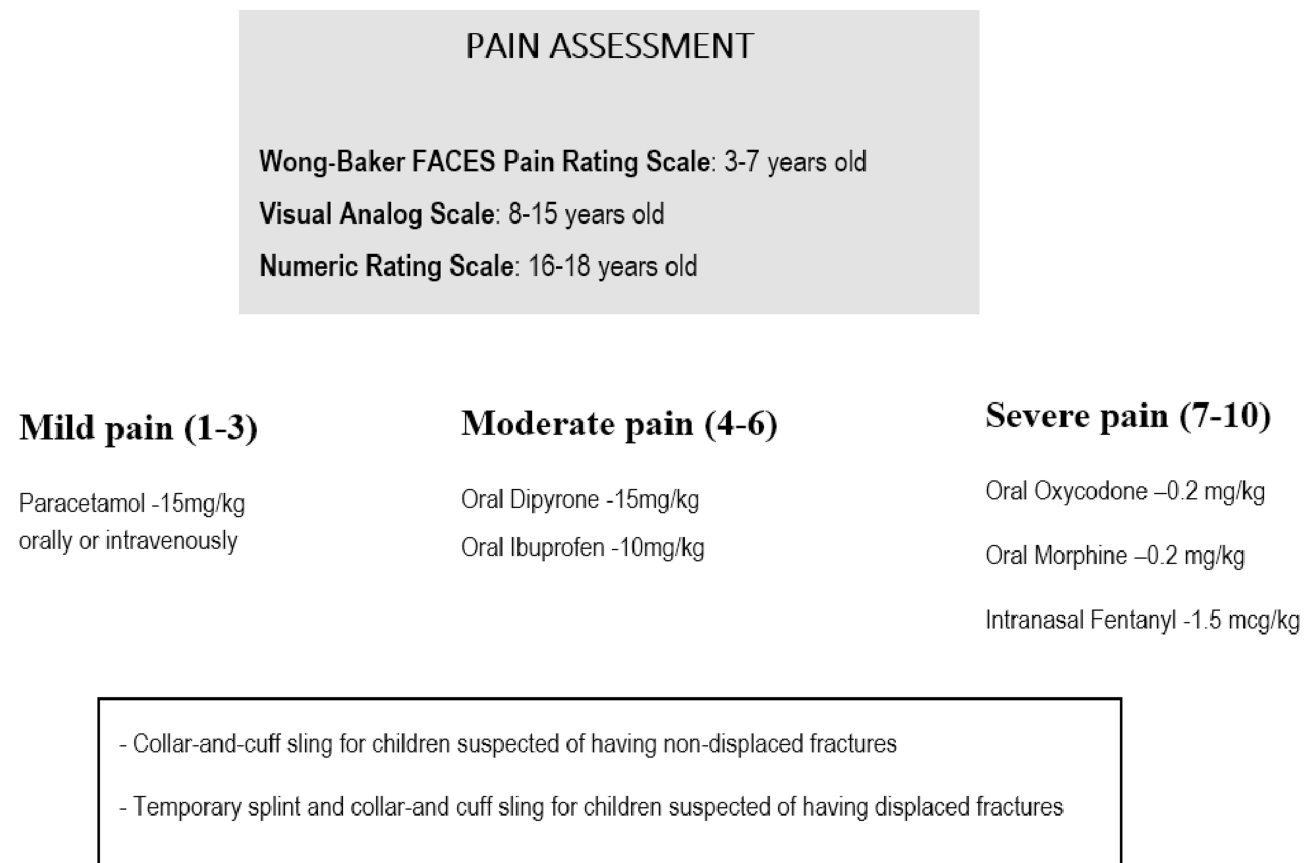 PAIN ASSESSMENT
Wong-Baker FACES Pain Rating Scale: 3-7 years old
Visual Analog Scale: 8-15 years old
Numeric Rating Scale: 16-18 years old
Mild pain (1-3)
Paracetamol -15mg/kg
orally or intravenously
Moderate pain (4-6)
Oral Dipyrone -15mg/kg
Oral Ibuprofen -10mg/kg
Severe pain (7-10)
Oral Oxycodone –0.2 mg/kg
Oral Morphine –0.2 mg/kg
Intranasal Fentanyl -1.5 mcg/kg
- Collar-and-cuff sling for children suspected of having non-displaced fractures
- Temporary splint and collar-and cuff sling for children suspected of having displaced fractures